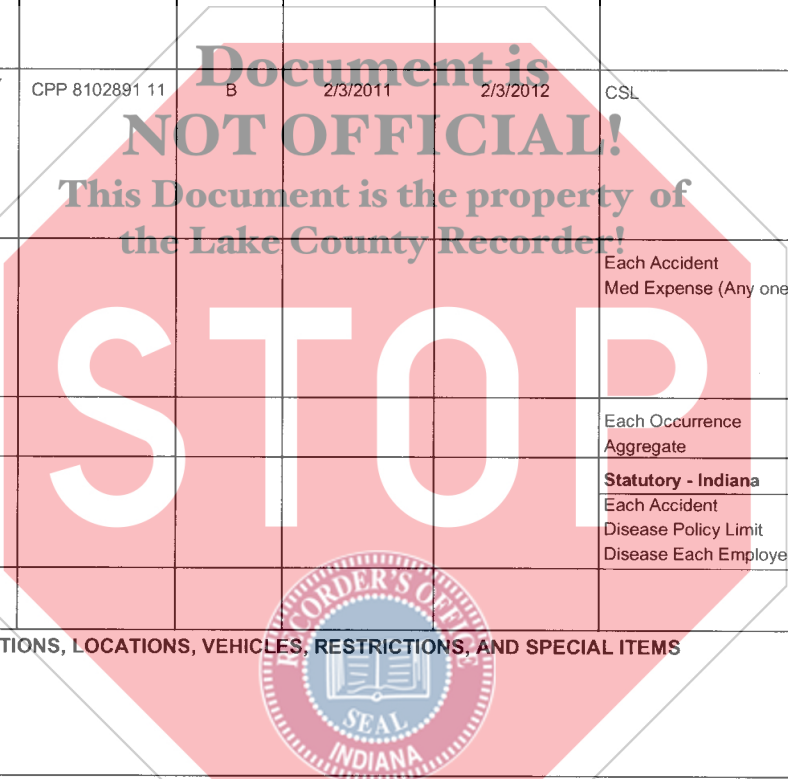 Document is
CPP 8102891 11 B 2/3/2011 2/3/2012 CSL
NOT OFFICIAL!
This Document is the property of
the Lake County Recorder!
Each Accident
Med Expense (Any one
STOP
Each Occurrence
Aggregate
Statutory - Indiana
Each Accident
Disease Policy Limit
Disease Each Employe
RECORDER'S OFFICE
TIONS, LOCATIONS, VEHICLES, RESTRICTIONS, AND SPECIAL ITEMS
SEAL
INDIANA